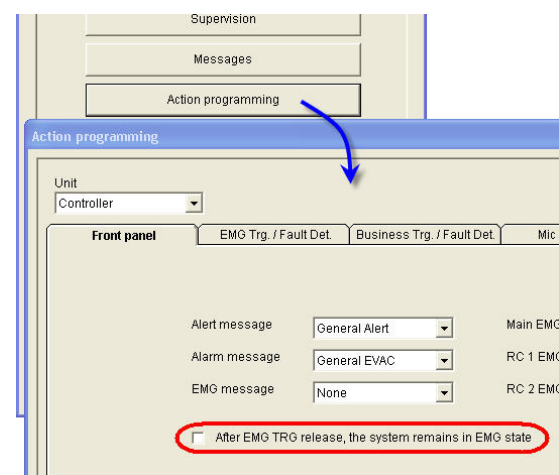 Supervision
Messages
Action programming
Action programming
Unit
Controller
Front panel EMG Trg. / Fault Det. Business Trg. / Fault Det. Mic
Alert message General Alert Main EMG
Alarm message General EVAC RC 1 EMG
EMG message None RC 2 EMG
After EMG TRG release, the system remains in EMG state